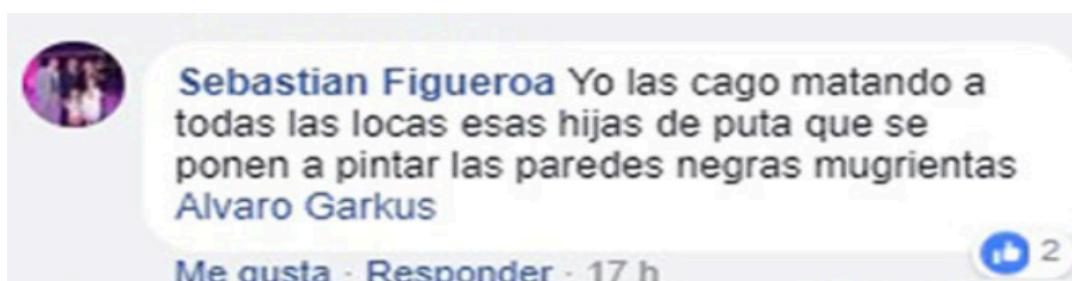 Sebastian Figueroa Yo las cago matando a
todas las locas esas hijas de puta que se
ponen a pintar las paredes negras mugrientas
Alvaro Garkus
2
Me gusta · Responder · 17 h